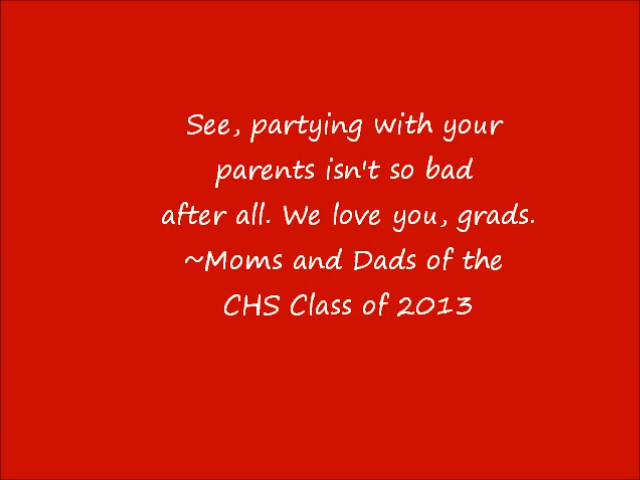 See, partying with your
parents isn't so bad
after all. We love you, grads.
~Moms and Dads of the
CHS Class of 2013